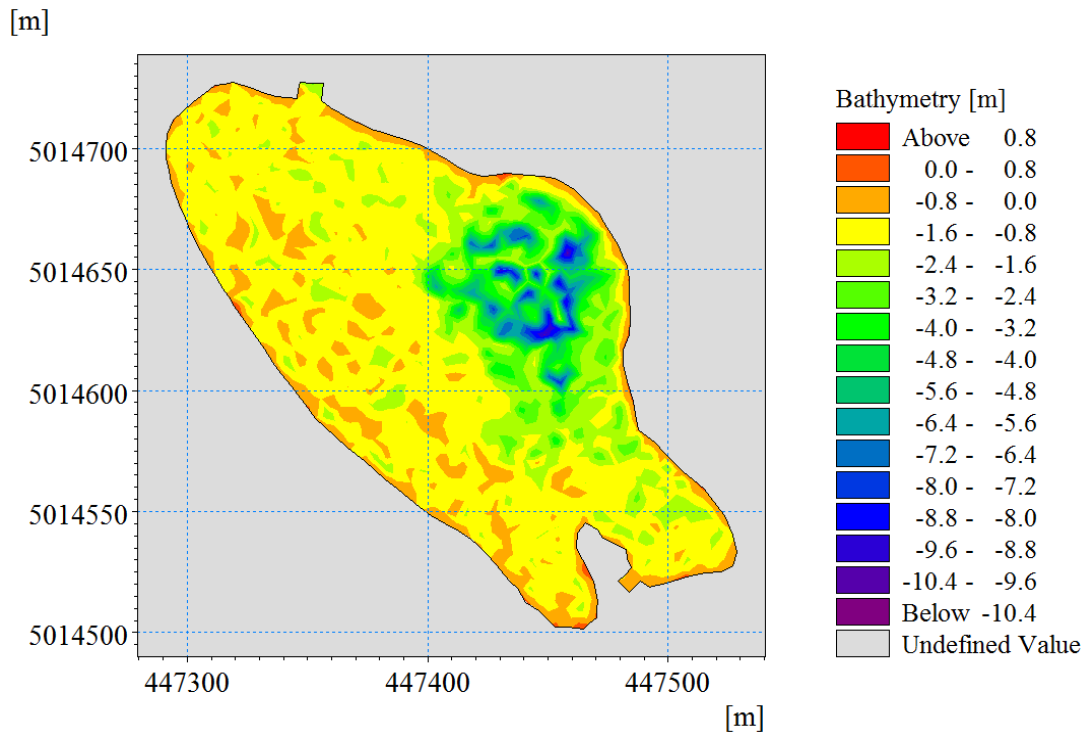 [m]
5014700
5014650
5014600
5014550
5014500
447300 447400 447500
[m]
Bathymetry [m]
Above 0.8
0.0 - 0.8
-0.8 - 0.0
-1.6 - -0.8
-2.4 - -1.6
-3.2 - -2.4
-4.0 - -3.2
-4.8 - -4.0
-5.6 - -4.8
-6.4 - -5.6
-7.2 - -6.4
-8.0 - -7.2
-8.8 - -8.0
-9.6 - -8.8
-10.4 - -9.6
Below -10.4
Undefined Value